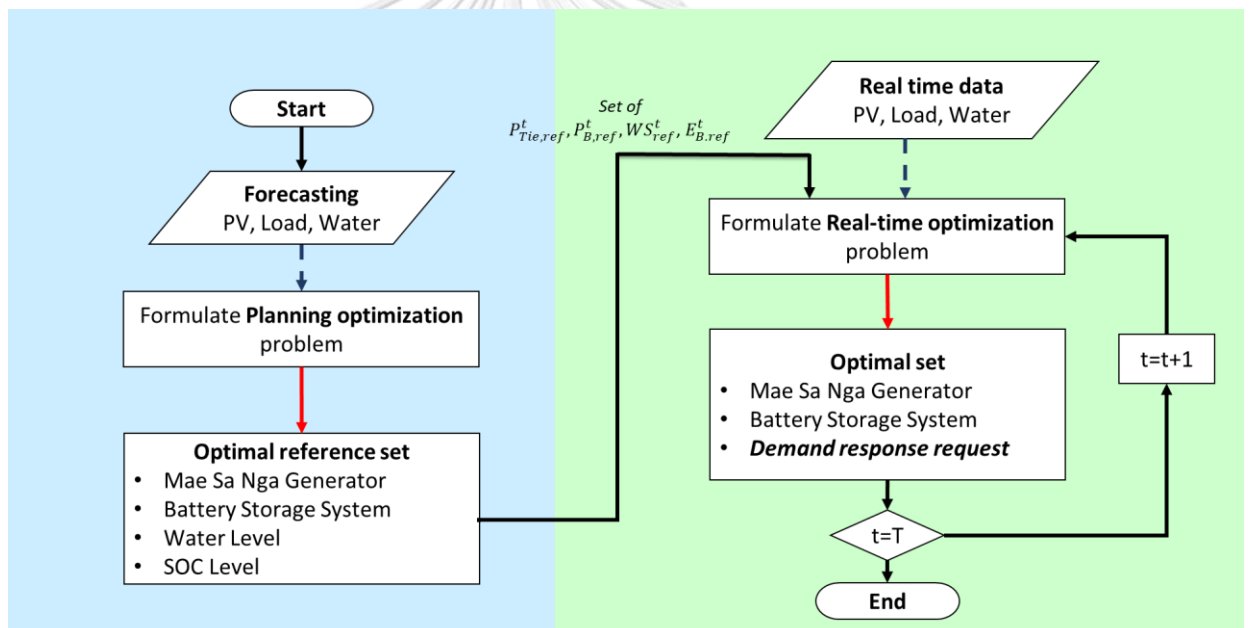 Start
Forecasting
PV, Load, Water
Formulate Planning optimization
problem
Optimal reference set
• Mae Sa Nga Generator
• Battery Storage System
• Water Level
• SOC Level
Set of
P^t_{Tie,ref}, P^t_{B,ref}, WS^t_{ref}, E^t_{B.ref}
Real time data
PV, Load, Water
Formulate Real-time optimization
problem
Optimal set
• Mae Sa Nga Generator
• Battery Storage System
• Demand response request
t=t+1
t=T
End